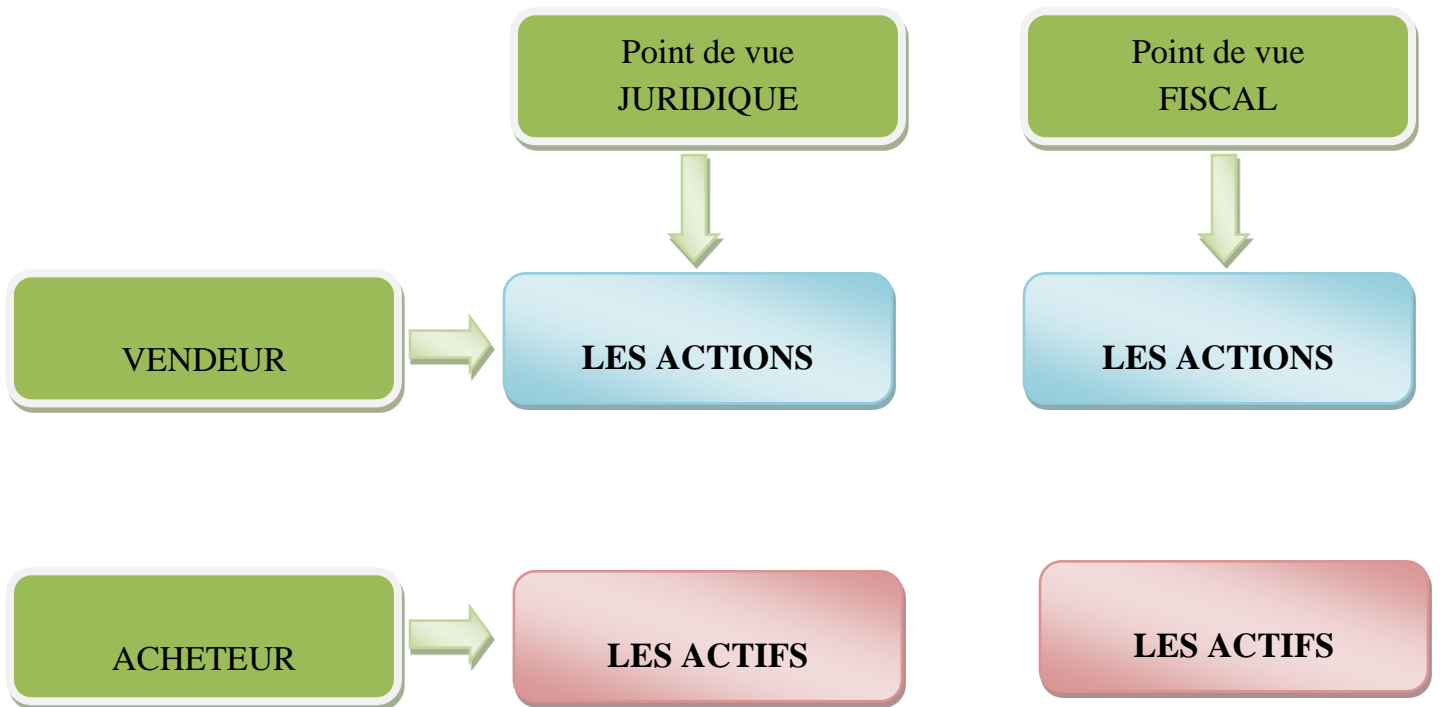 Point de vue
JURIDIQUE
Point de vue
FISCAL
VENDEUR
LES ACTIONS
LES ACTIONS
ACHETEUR
LES ACTIFS
LES ACTIFS